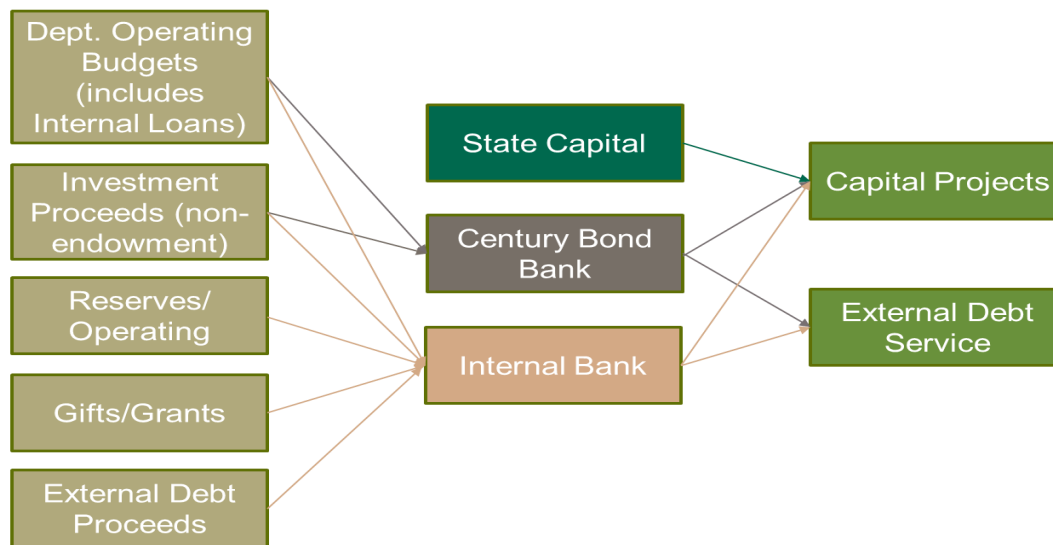 Dept. Operating
Budgets
(includes
Internal Loans)
Investment
Proceeds (non-
endowment)
Reserves/
Operating
Gifts/Grants
External Debt
Proceeds
State Capital
Century Bond
Bank
Internal Bank
Capital Projects
External Debt
Service